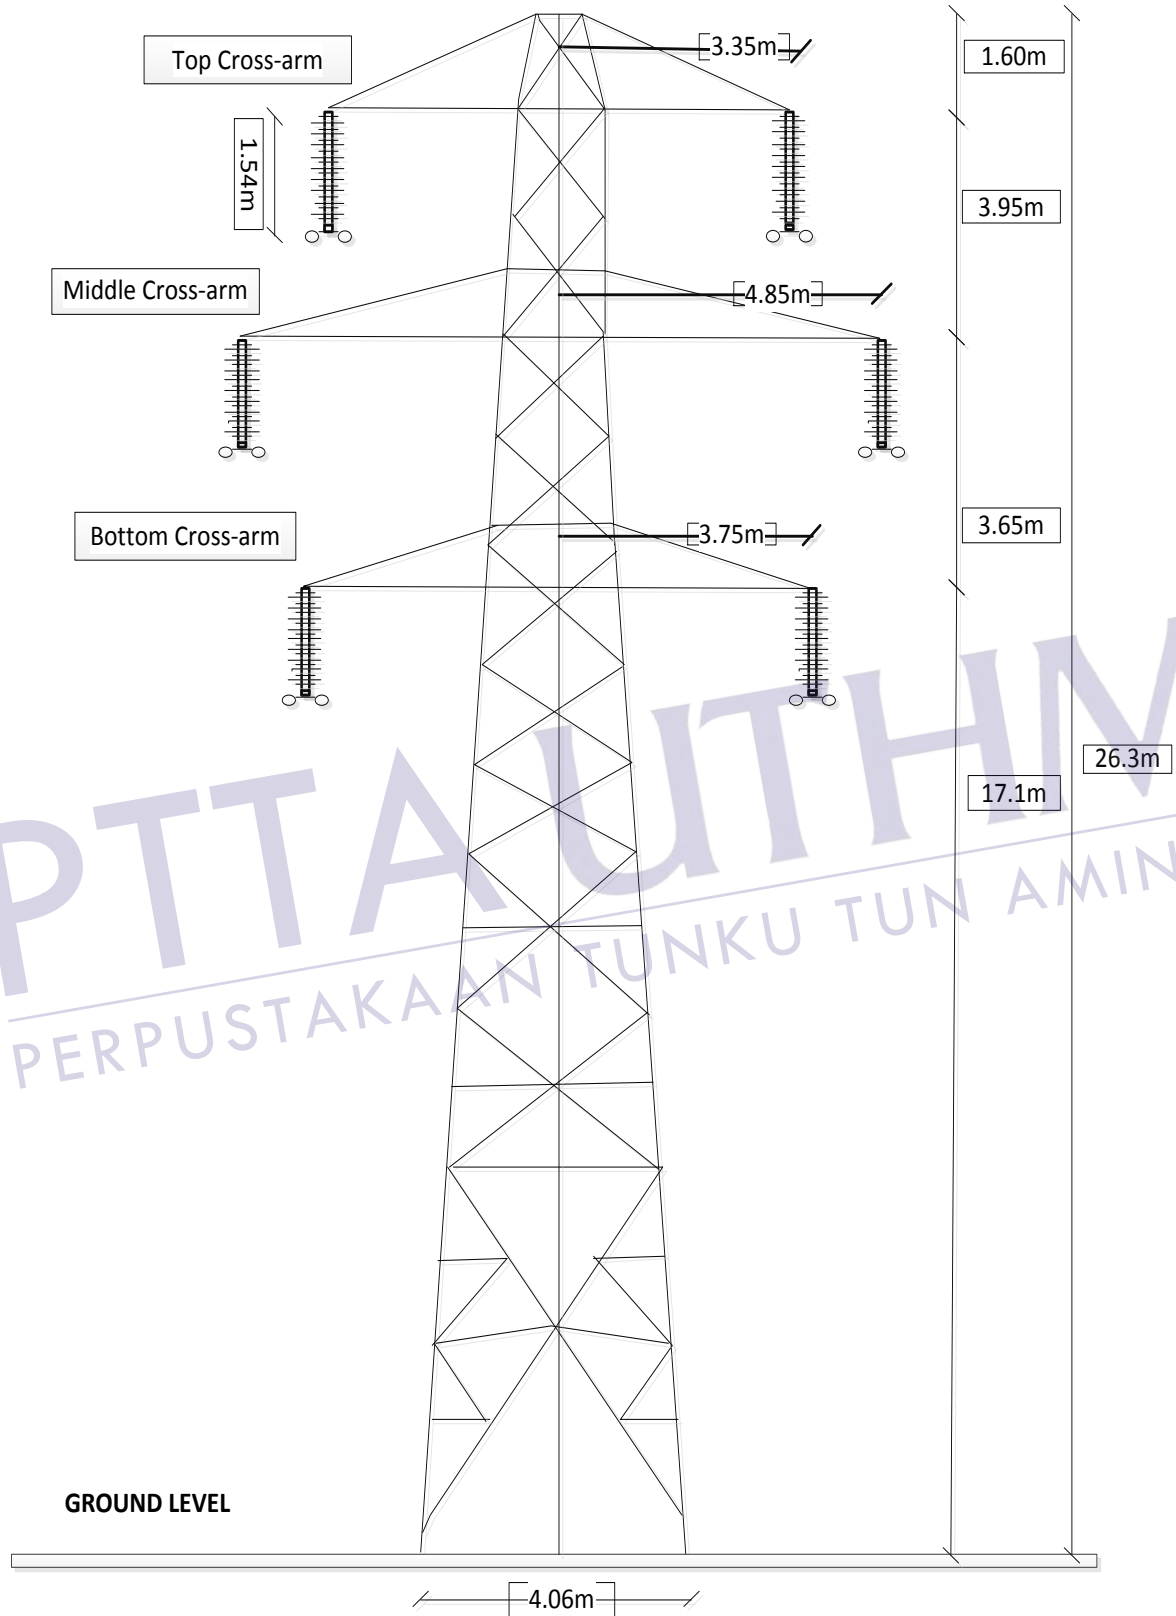 3.35m
Top Cross-arm
1.60m
1.54m
3.95m
Middle Cross-arm
4.85m
Bottom Cross-arm
3.75m
3.65m
26.3m
17.1m
PTTA UTHM
PERPUSTAKAAN TUNKU TUN AMIN
GROUND LEVEL
4.06m